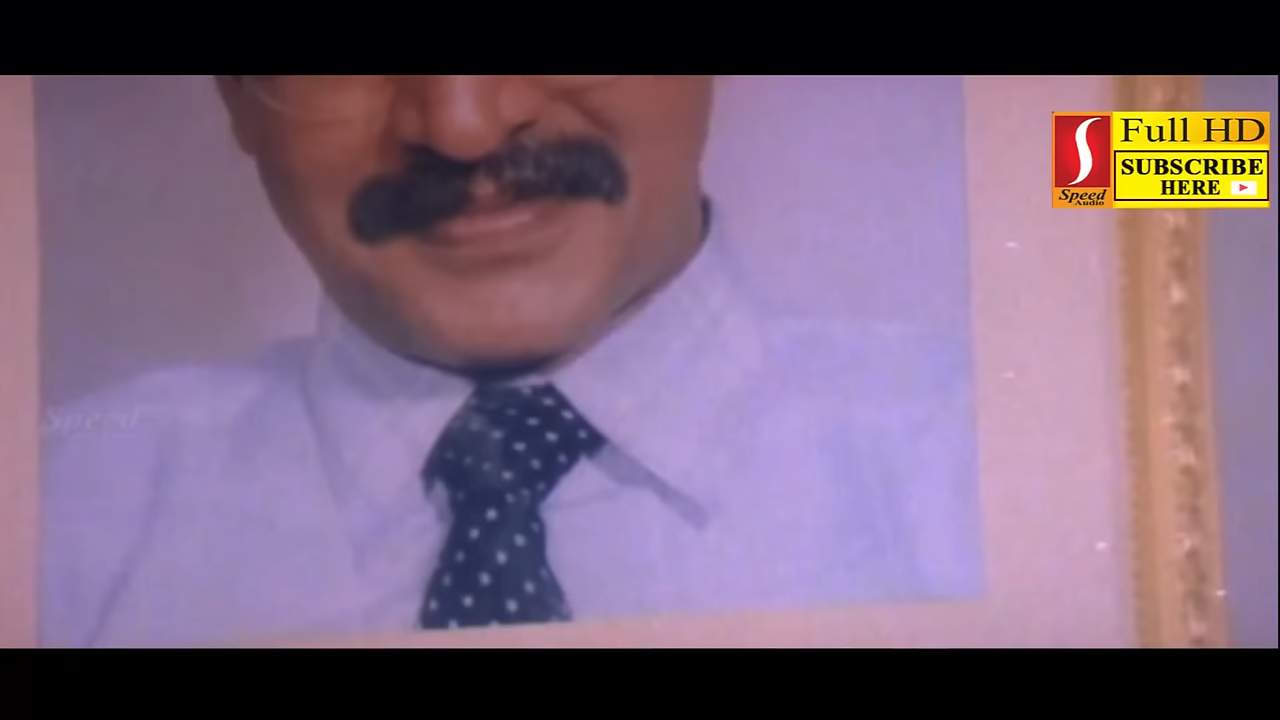 Full HD
SUBSCRIBE
HERE
S
Speed
Audio
Speed